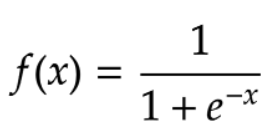 f(x) = 1 / (1 + e^{-x})